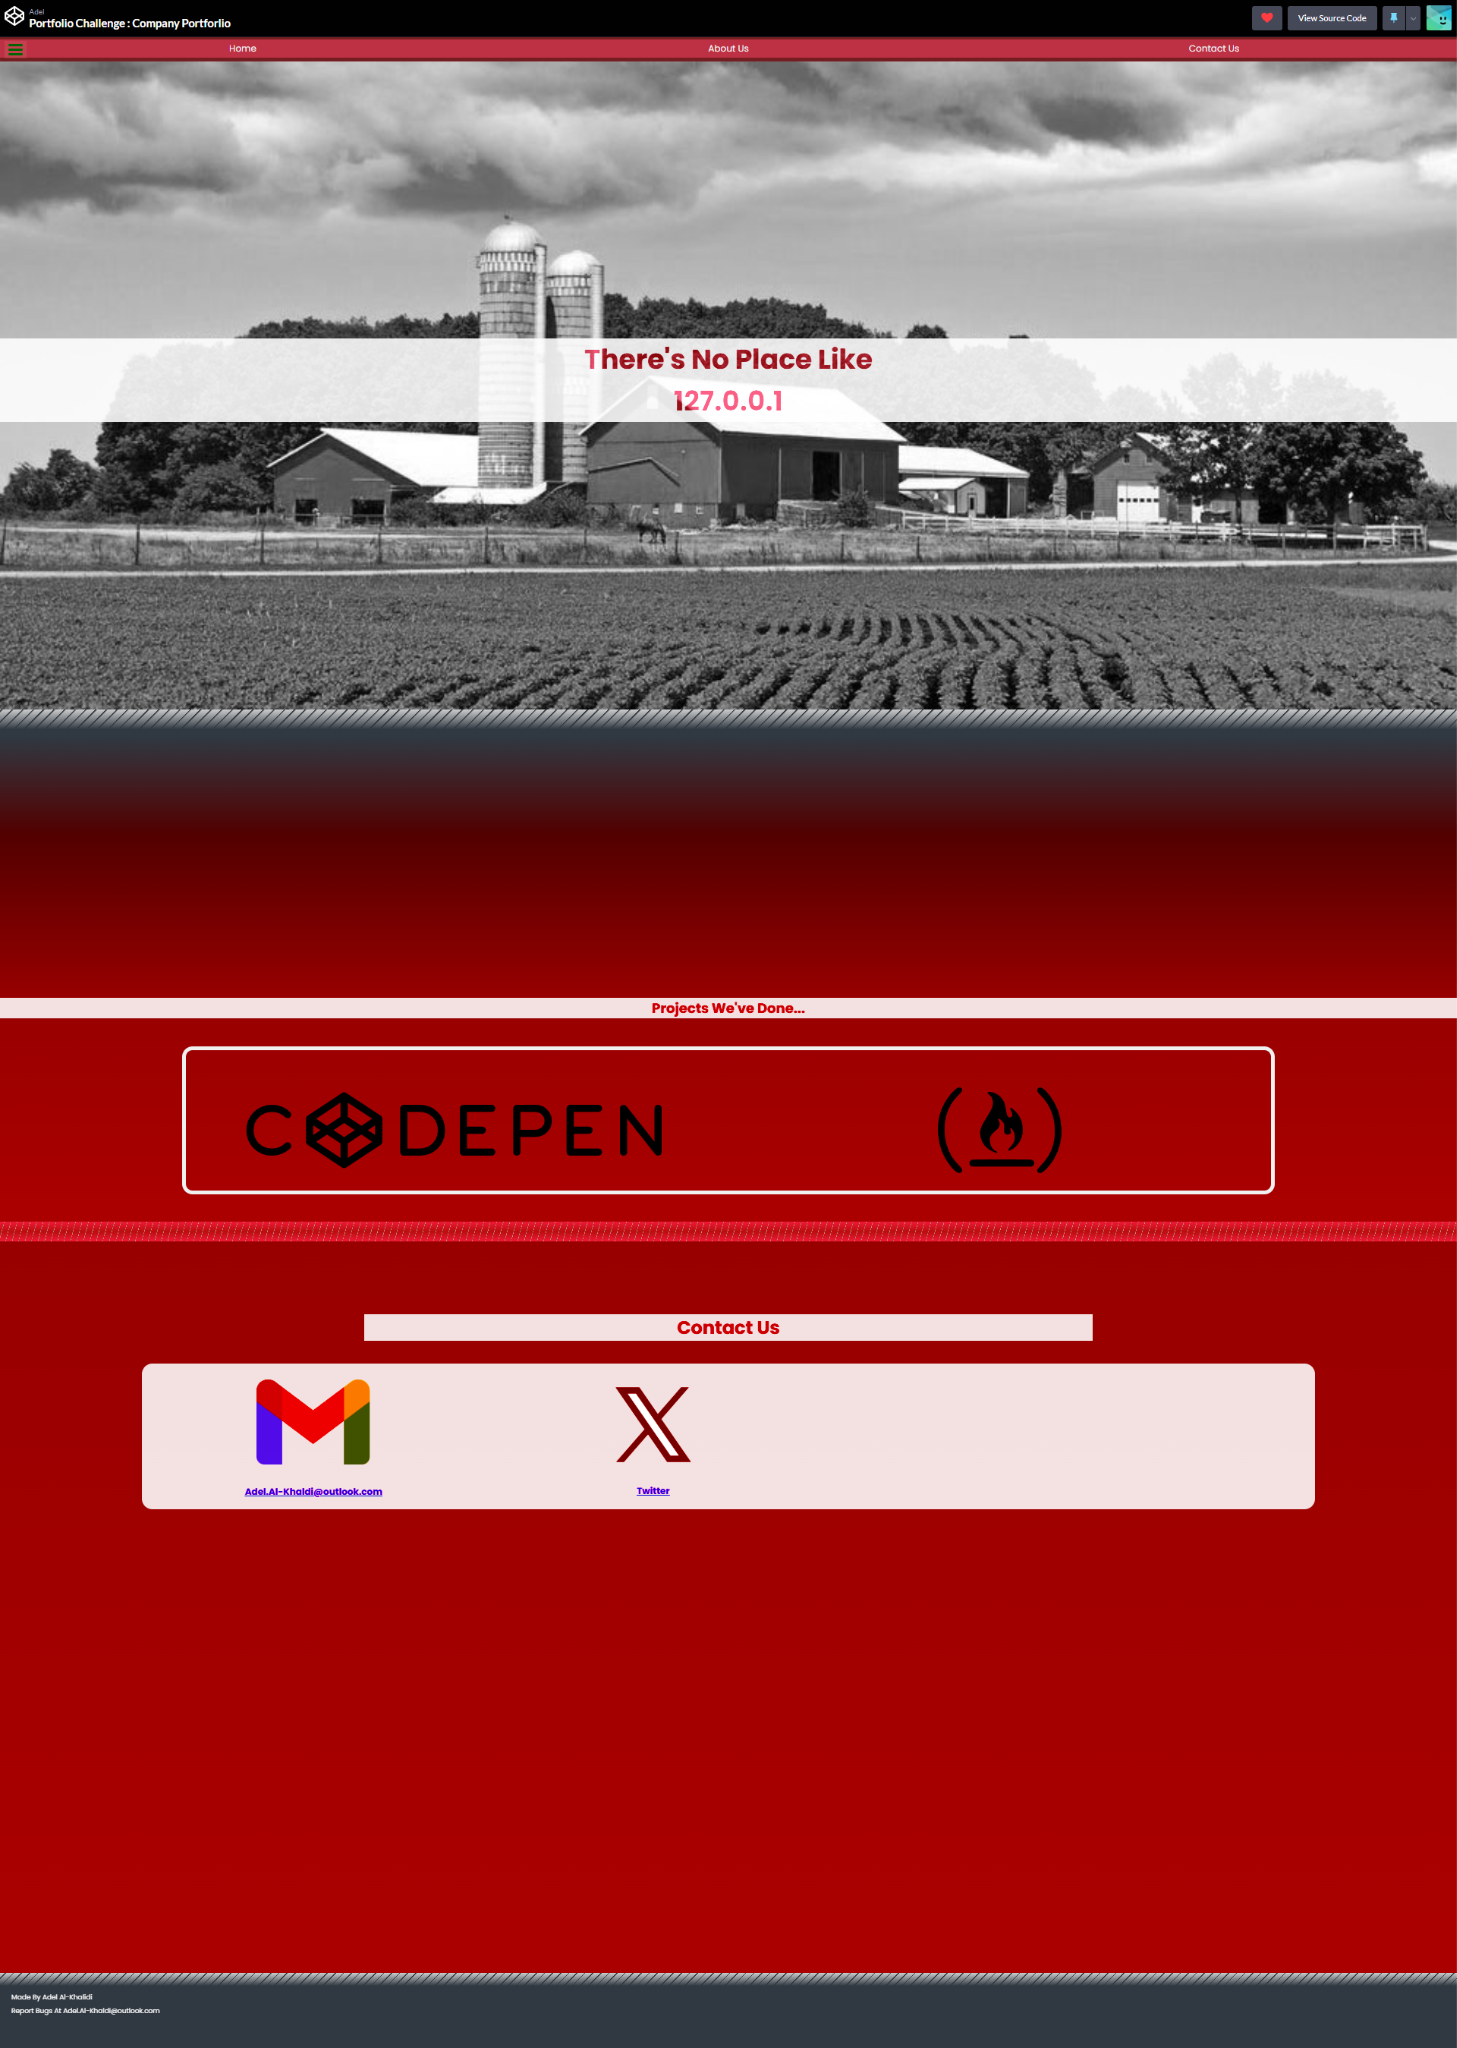 Adel
Portfolio Challenge : Company Portforlio
View Source Code
Home
About Us
Contact Us
There's No Place Like
127.0.0.1
Projects We've Done...
CODEPEN
Contact Us
Adel.Al-Khaldi@outlook.com
Twitter
Made By Adel Al-Khalidi
Report Bugs At Adel.Al-Khaldi@outlook.com